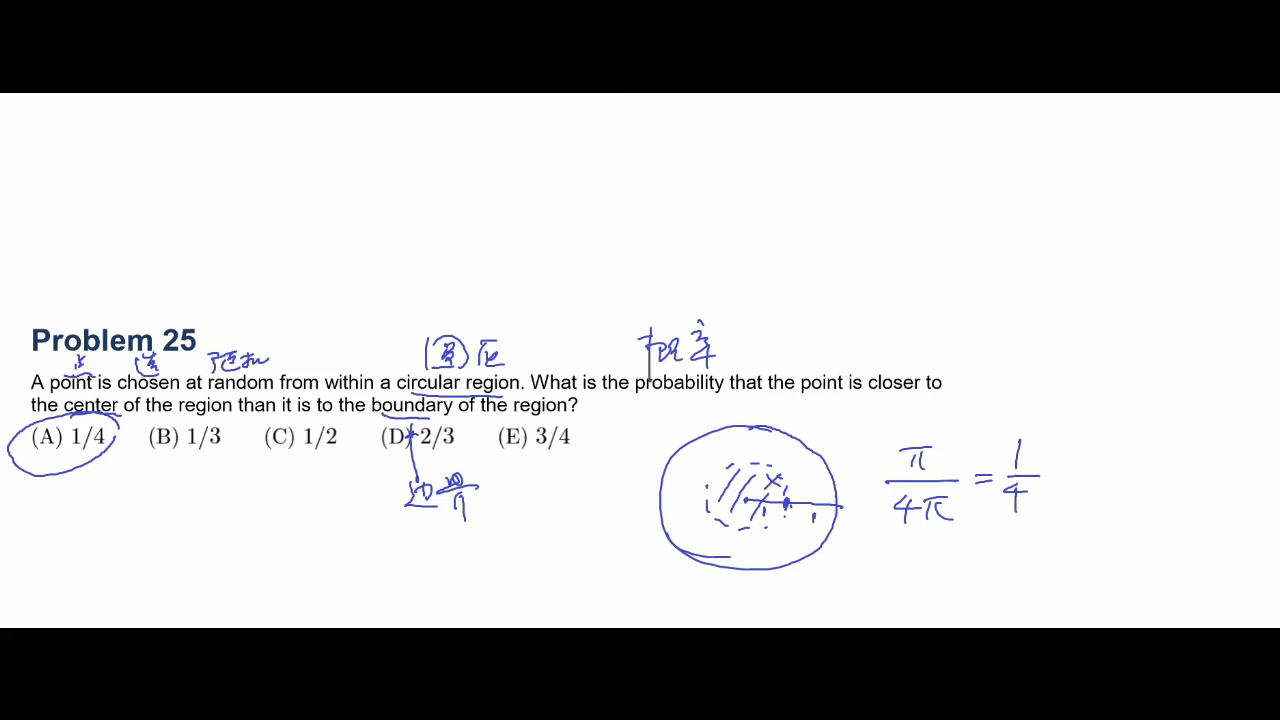 Problem 25
点 选 随机 圆区 概率
A point is chosen at random from within a circular region. What is the probability that the point is closer to
the center of the region than it is to the boundary of the region?
(A) 1/4 (B) 1/3 (C) 1/2 (D) 2/3 (E) 3/4
π/4π = 1/4
1 1